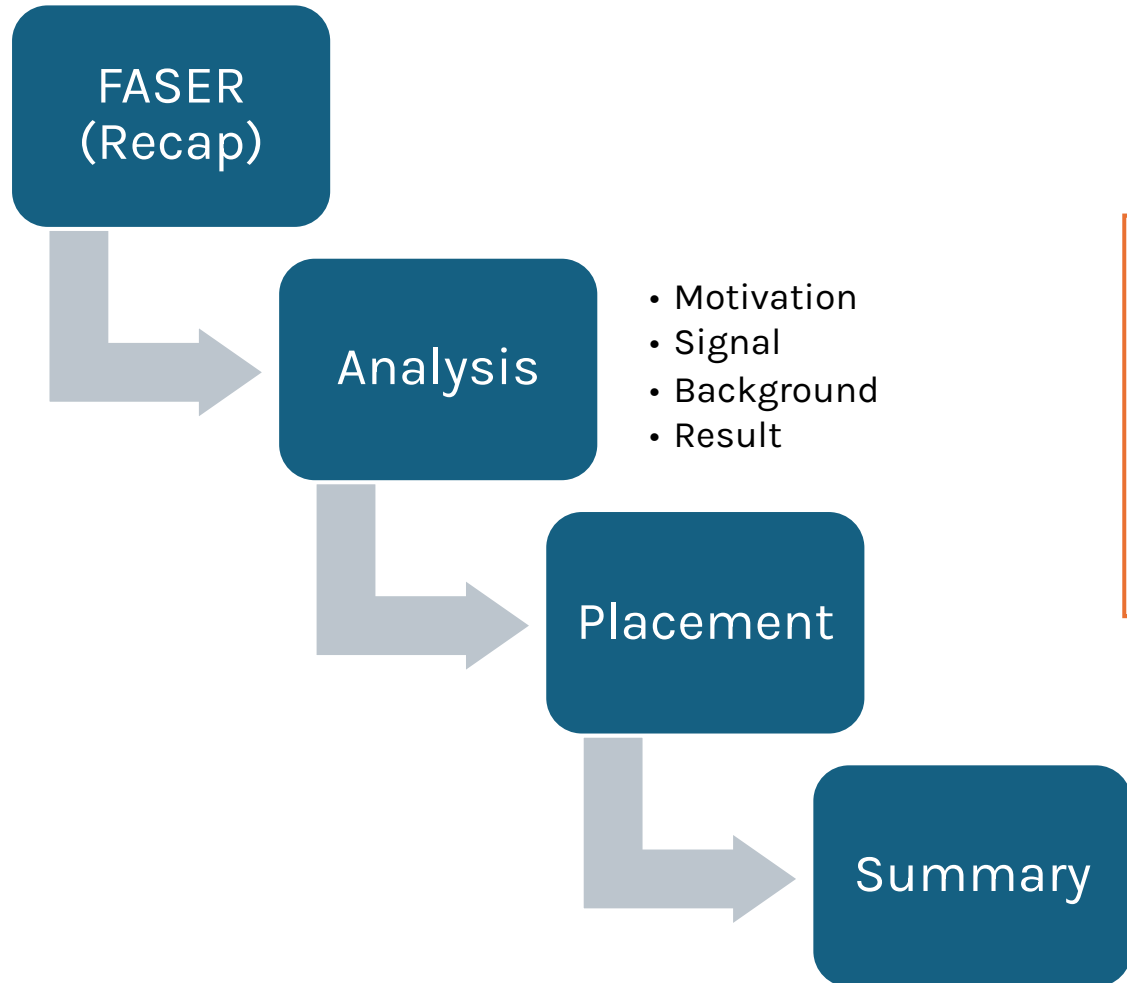 FASER
(Recap)
Analysis
• Motivation
• Signal
• Background
• Result
Placement
Summary